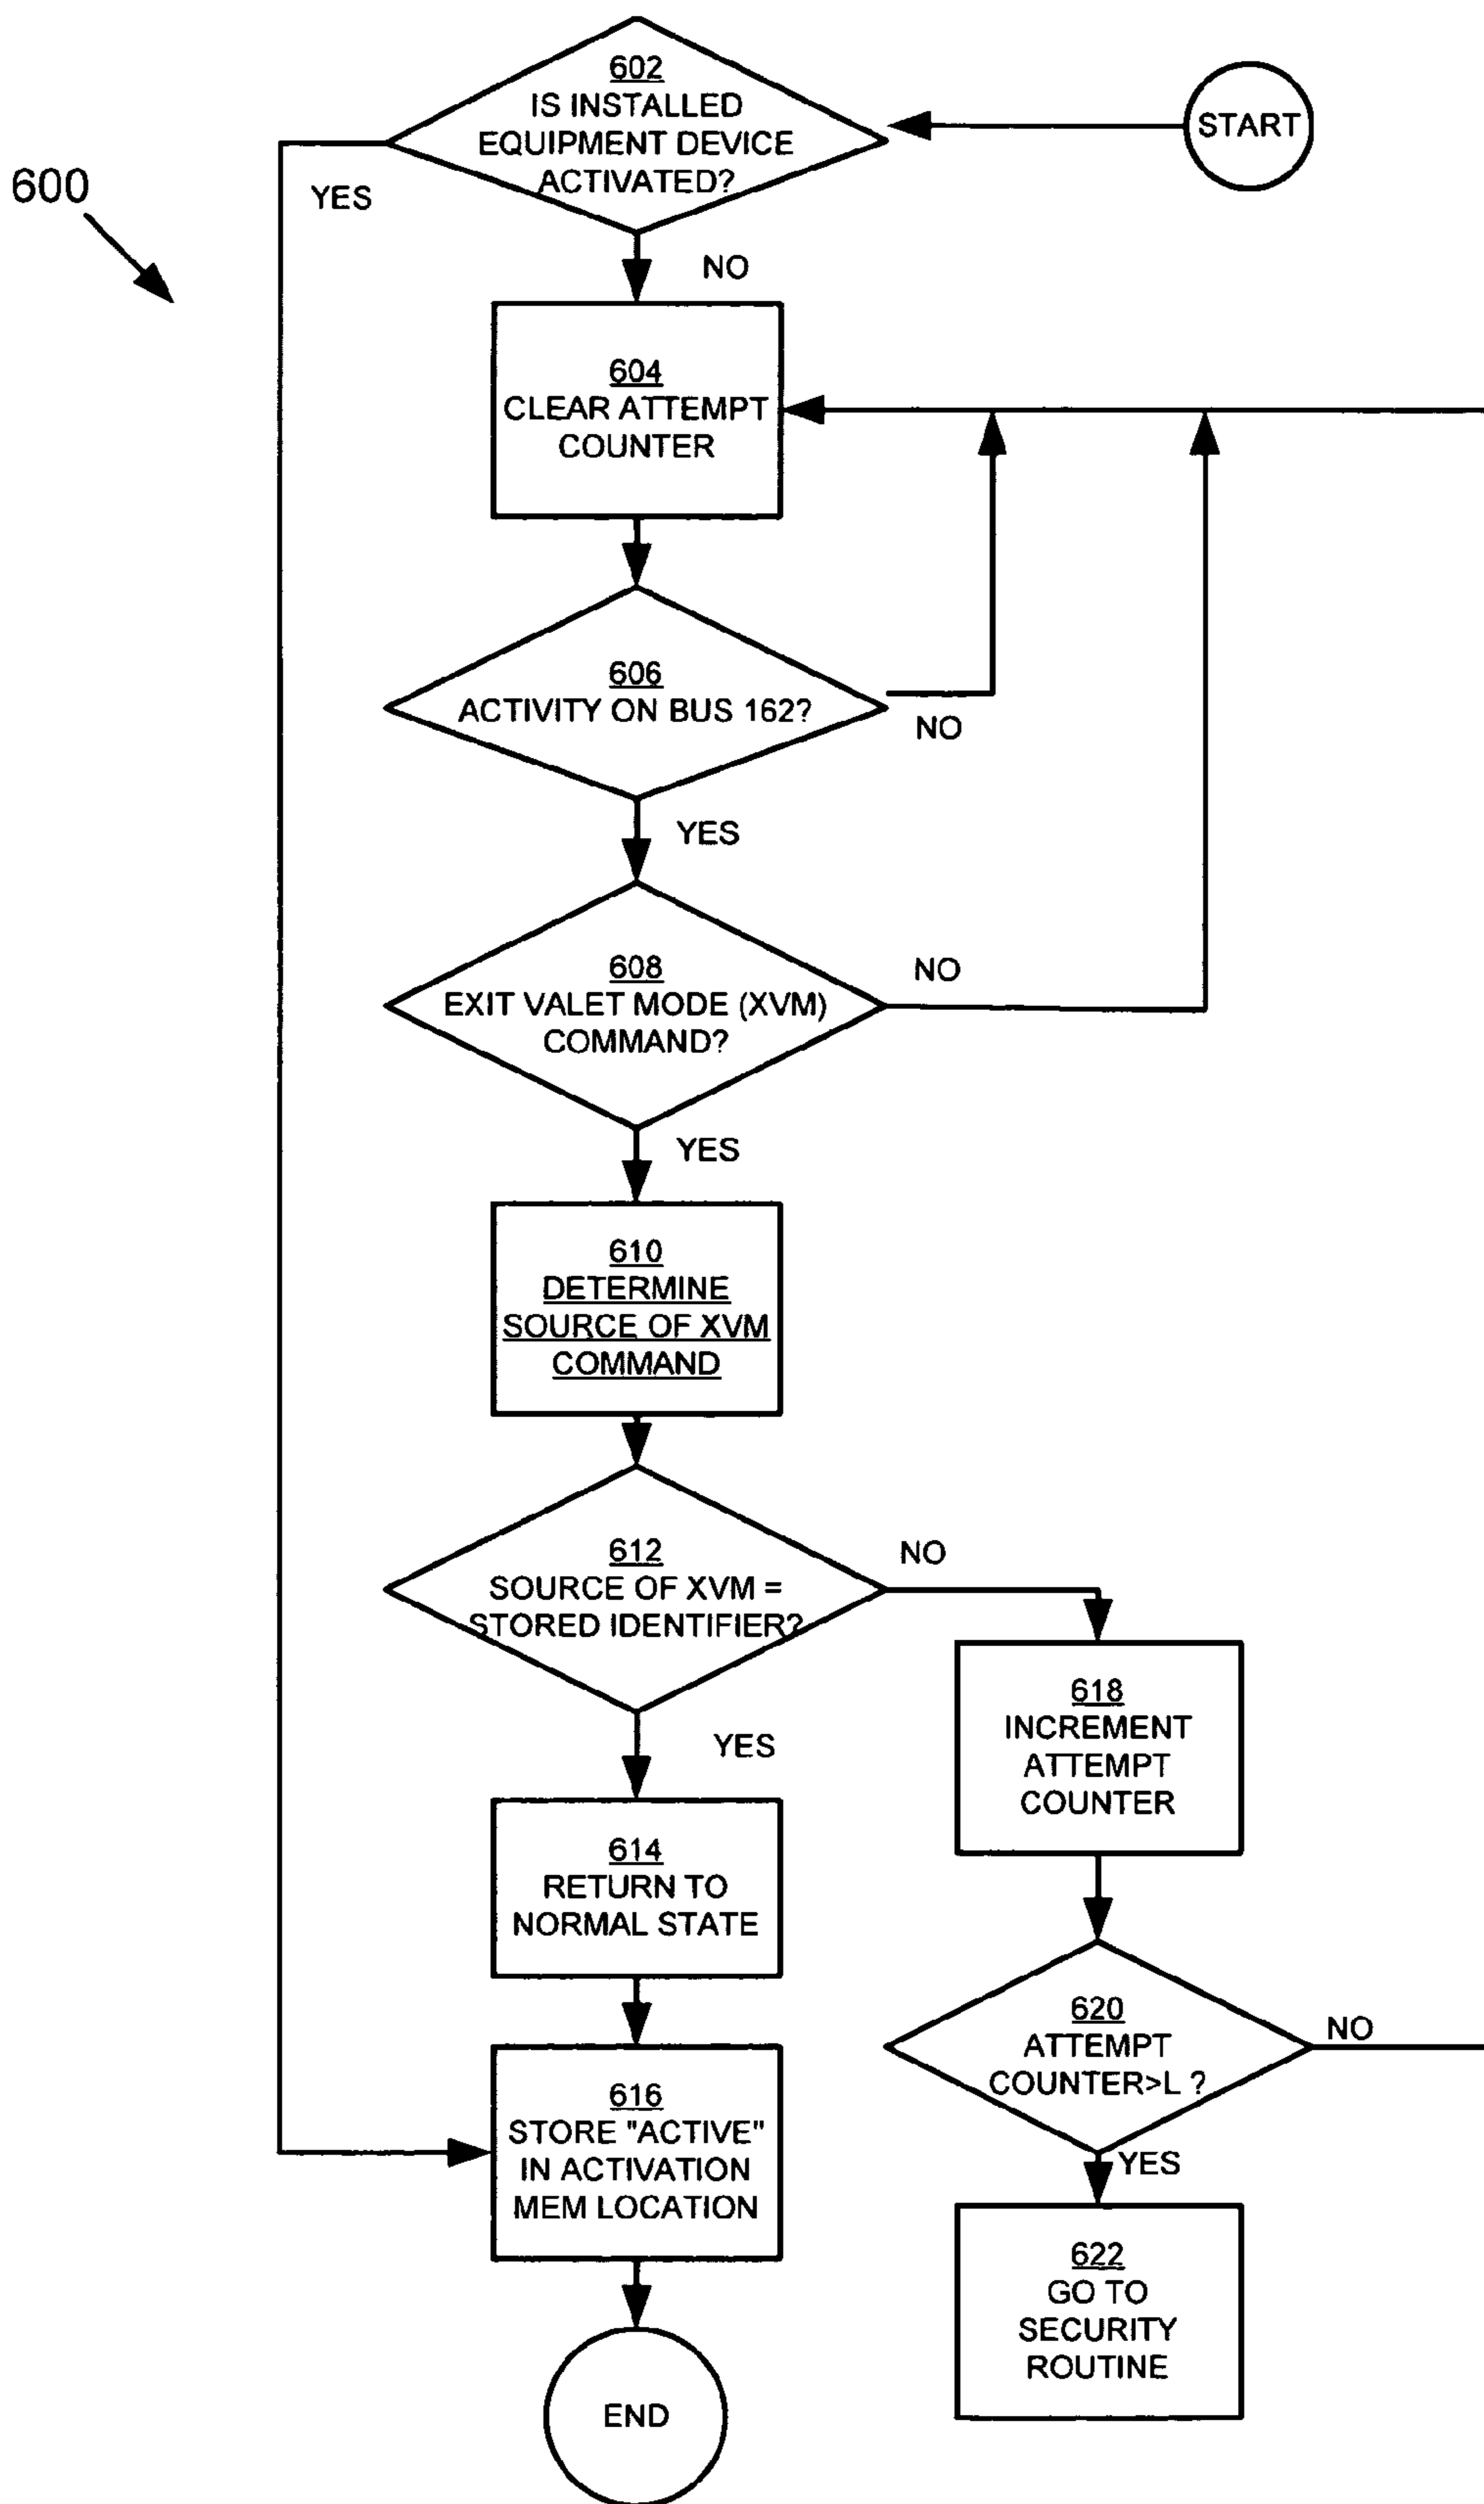 600
START
602
IS INSTALLED
EQUIPMENT DEVICE
ACTIVATED?
YES
NO
604
CLEAR ATTEMPT
COUNTER
606
ACTIVITY ON BUS 162?
NO
YES
608
EXIT VALET MODE (XVM)
COMMAND?
NO
YES
610
DETERMINE
SOURCE OF XVM
COMMAND
612
SOURCE OF XVM =
STORED IDENTIFIER?
NO
YES
614
RETURN TO
NORMAL STATE
616
STORE "ACTIVE"
IN ACTIVATION
MEM LOCATION
END
618
INCREMENT
ATTEMPT
COUNTER
620
ATTEMPT
COUNTER>L ?
NO
YES
622
GO TO
SECURITY
ROUTINE